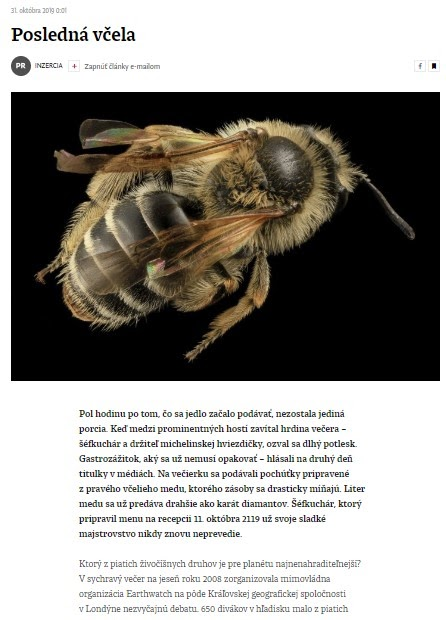 31. októbra 2019 0:01
Posledná včela
PR INZERCIA + Zapnúť články e-mailom
Pol hodinu po tom, čo sa jedlo začalo podávať, nezostala jediná
porcia. Keď medzi prominentných hostí zavítal hrdina večera –
šéfkuchár a držiteľ michelinskej hviezdičky, ozval sa dlhý potlesk.
Gastrozážitok, aký sa už nemusí opakovať – hlásali na druhý deň
titulky v médiách. Na večierku sa podávali pochúťky pripravené
z pravého včelieho medu, ktorého zásoby sa drasticky míňajú. Liter
medu sa už predáva drahšie ako karát diamantov. Šéfkuchár, ktorý
pripravil menu na recepcii 11. októbra 2119 už svoje sladké
majstrovstvo nikdy znovu neprevedie.
Ktorý z piatich živočíšnych druhov je pre planétu najnenahraditeľnejší?
V sychravý večer na jeseň roku 2008 zorganizovala mimovládna
organizácia Earthwatch na pôde Kráľovskej geografickej spoločnosti
v Londýne nezvyčajnú debatu. 650 divákov v hľadisku malo z piatich